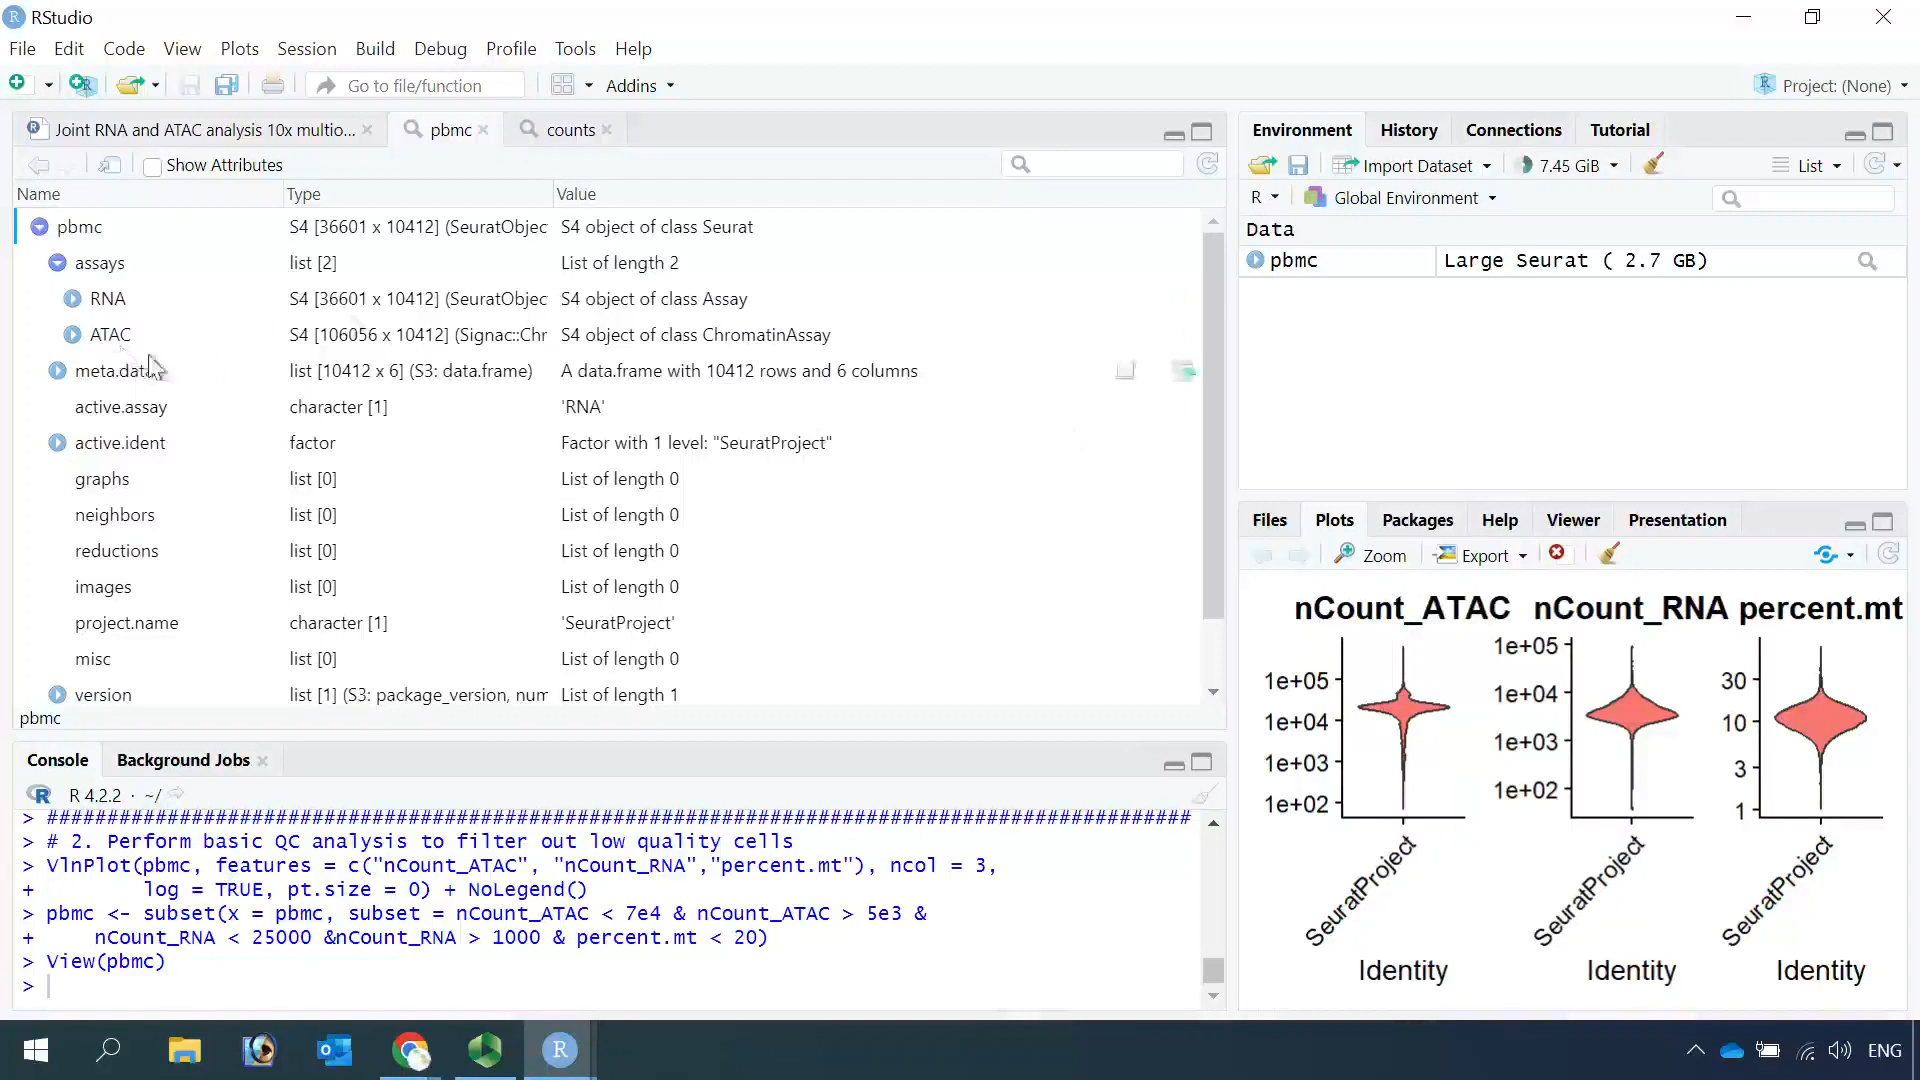 RStudio
File Edit Code View Plots Session Build Debug Profile Tools Help
Go to file/function Addins Project: (None)
Joint RNA and ATAC analysis 10x multio... pbmc counts
Show Attributes
Name Type Value
pbmc S4 [36601 x 10412] (SeuratObjec S4 object of class Seurat
assays list [2] List of length 2
RNA S4 [36601 x 10412] (SeuratObjec S4 object of class Assay
ATAC S4 [106056 x 10412] (Signac::Chr S4 object of class ChromatinAssay
meta.data list [10412 x 6] (S3: data.frame) A data.frame with 10412 rows and 6 columns
active.assay character [1] 'RNA'
active.ident factor Factor with 1 level: "SeuratProject"
graphs list [0] List of length 0
neighbors list [0] List of length 0
reductions list [0] List of length 0
images list [0] List of length 0
project.name character [1] 'SeuratProject'
misc list [0] List of length 0
version list [1] (S3: package_version, num List of length 1
pbmc
Console Background Jobs
R 4.2.2 · ~/
> ##############################################################################################
> # 2. Perform basic QC analysis to filter out low quality cells
> VlnPlot(pbmc, features = c("nCount_ATAC", "nCount_RNA","percent.mt"), ncol = 3,
+ log = TRUE, pt.size = 0) + NoLegend()
> pbmc <- subset(x = pbmc, subset = nCount_ATAC < 7e4 & nCount_ATAC > 5e3 &
+ nCount_RNA < 25000 &nCount_RNA > 1000 & percent.mt < 20)
> View(pbmc)
>
Environment History Connections Tutorial
Import Dataset 7.45 GiB List
R Global Environment
Data
pbmc Large Seurat ( 2.7 GB)
Files Plots Packages Help Viewer Presentation
Zoom Export
nCount_ATAC nCount_RNA percent.mt
1e+05
1e+04
1e+03
1e+02
SeuratProject
Identity
1e+05
1e+04
1e+03
1e+02
SeuratProject
Identity
30
10
3
1
SeuratProject
Identity
ENG